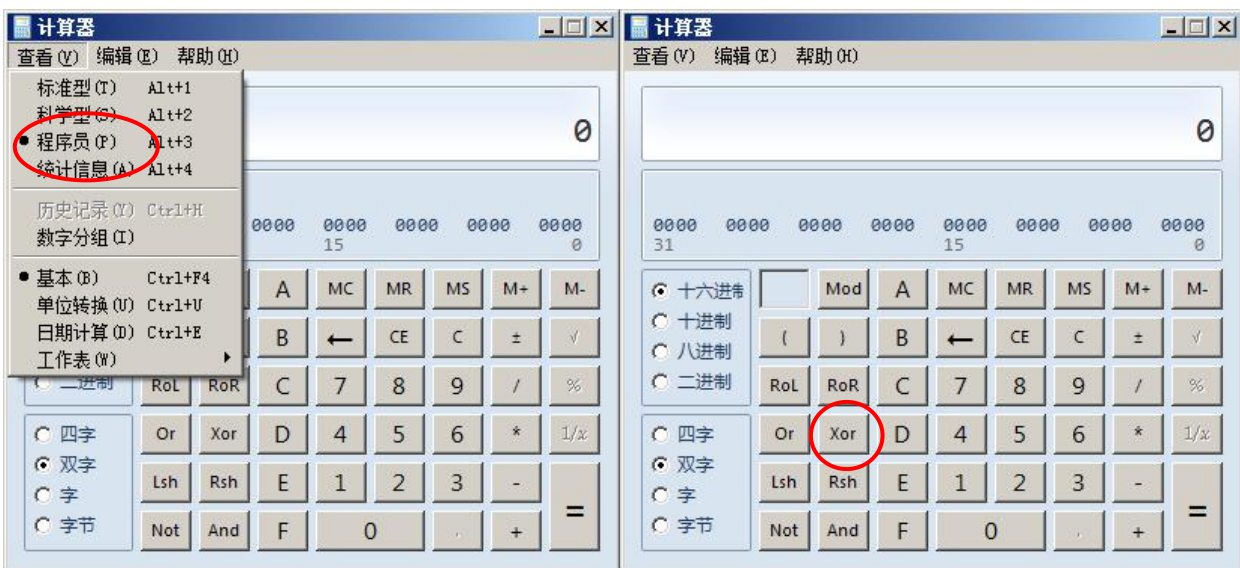 计算器
查看(V) 编辑(E) 帮助(H)
标准型(T) Alt+1
科学型(S) Alt+2
程序员(P) Alt+3
统计信息(A) Alt+4
历史记录(Y) Ctrl+H
数字分组(I)
基本(B) Ctrl+F4
单位转换(U) Ctrl+U
日期计算(D) Ctrl+E
工作表(W)
0
0000 0000 0000 0000 0000
15 0
A MC MR MS M+ M-
B ← CE C ± √
二进制 RoL RoR C 7 8 9 / %
四字 Or Xor D 4 5 6 * 1/x
双字
字 Lsh Rsh E 1 2 3 - =
字节 Not And F 0 . +
计算器
查看(V) 编辑(E) 帮助(H)
0
0000 0000 0000 0000 0000 0000 0000 0000
31 15 0
十六进制 Mod A MC MR MS M+ M-
十进制 ( ) B ← CE C ± √
八进制
二进制 RoL RoR C 7 8 9 / %
四字 Or Xor D 4 5 6 * 1/x
双字
字 Lsh Rsh E 1 2 3 - =
字节 Not And F 0 . +